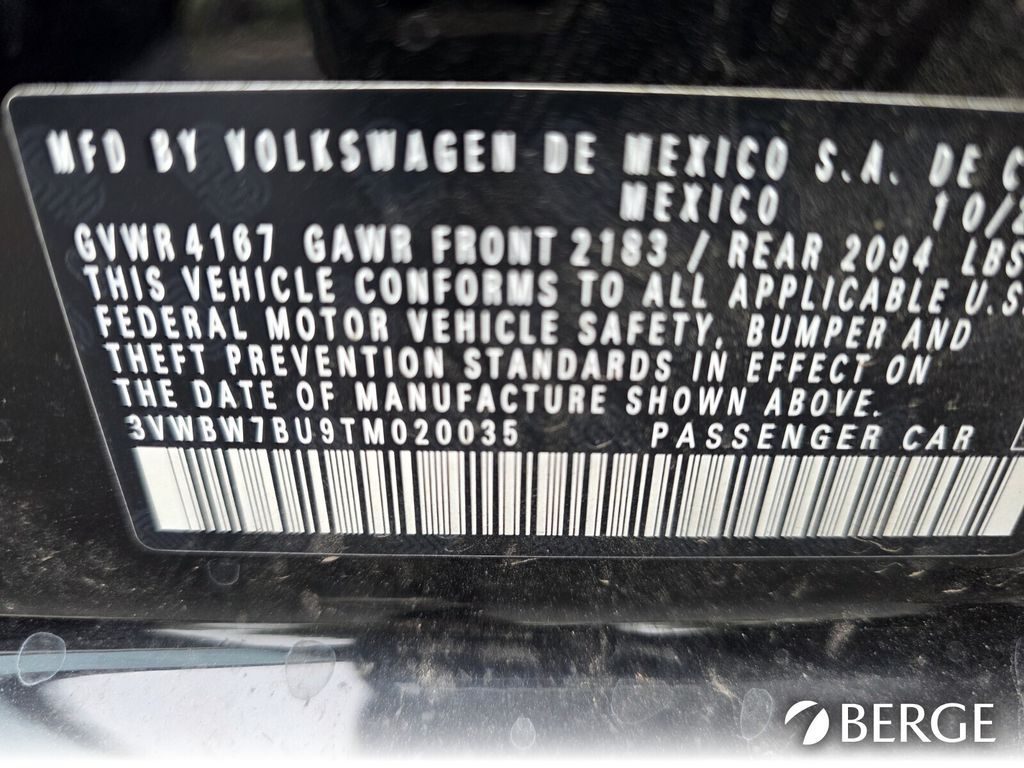 MFD BY VOLKSWAGEN DE MEXICO S.A. DE C
MEXICO 10/2
GVWR 4167 GAWR FRONT 2183 / REAR 2094 LBS
THIS VEHICLE CONFORMS TO ALL APPLICABLE U.S.
FEDERAL MOTOR VEHICLE SAFETY, BUMPER AND
THEFT PREVENTION STANDARDS IN EFFECT ON
THE DATE OF MANUFACTURE SHOWN ABOVE.
3VWBW7BU9TM020035 PASSENGER CAR
BERGE